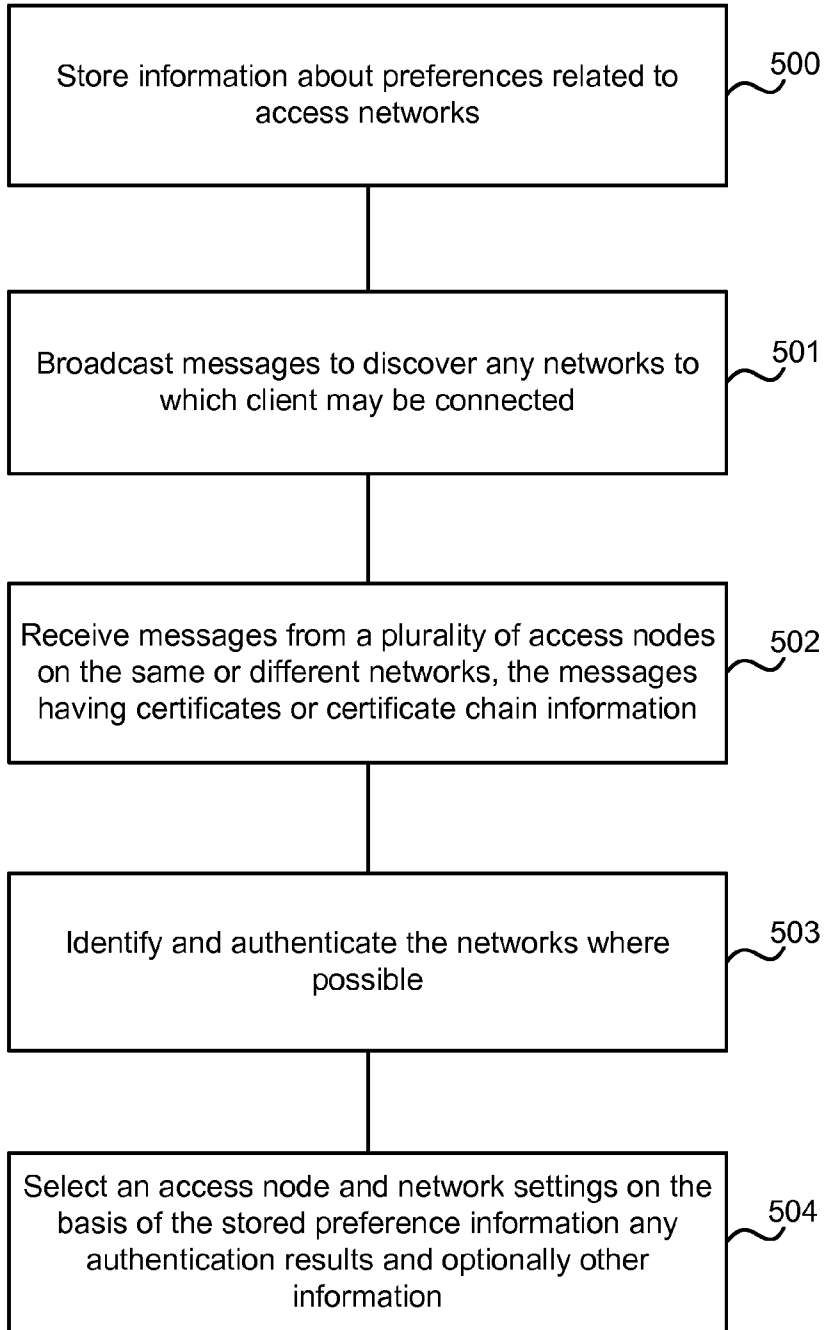 Store information about preferences related to
access networks
500
Broadcast messages to discover any networks to
which client may be connected
501
Receive messages from a plurality of access nodes
on the same or different networks, the messages
having certificates or certificate chain information
502
Identify and authenticate the networks where
possible
503
Select an access node and network settings on the
basis of the stored preference information any
authentication results and optionally other
information
504